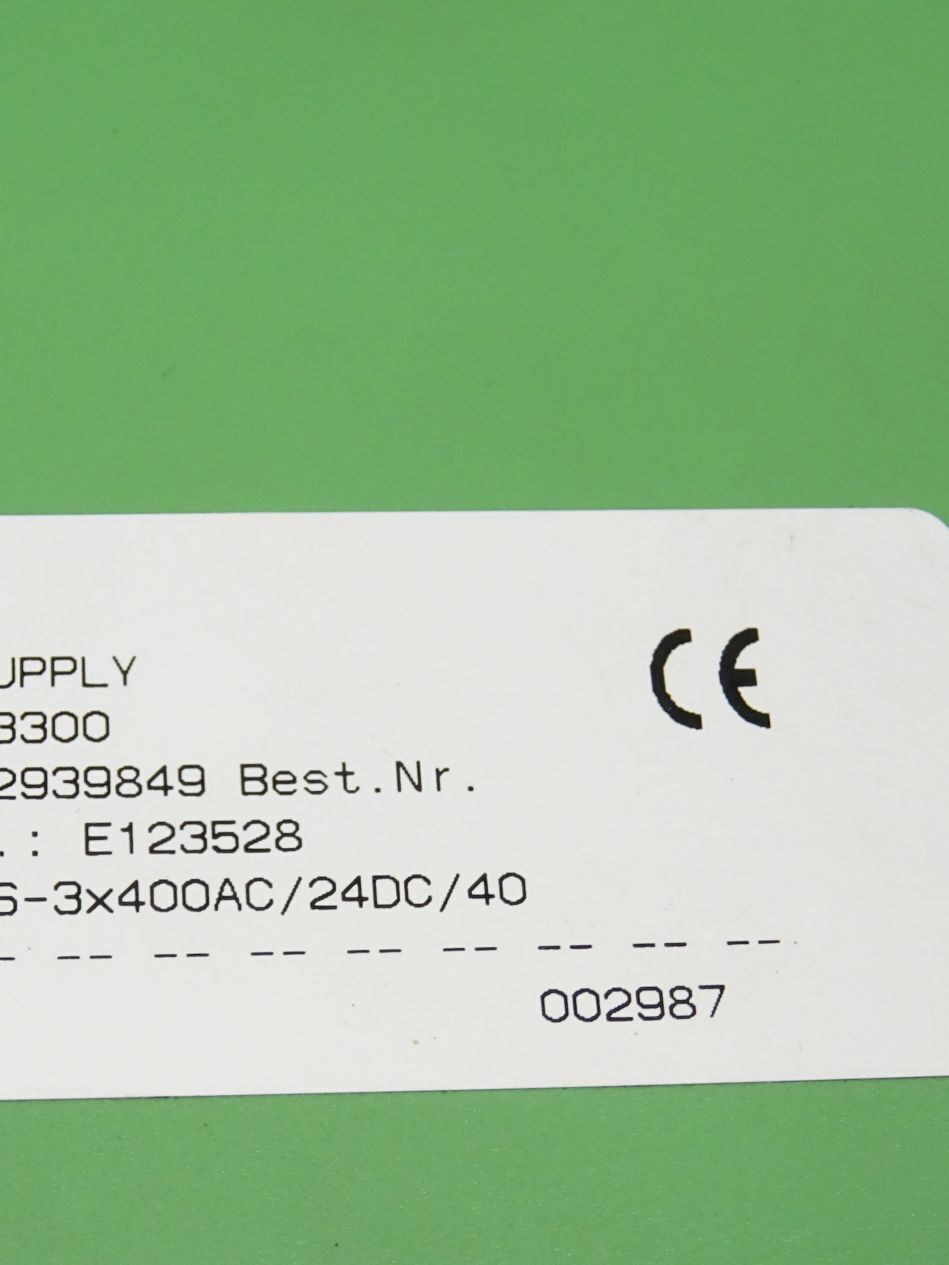 UPPLY
CE
3300
2939849 Best.Nr.
.: E123528
S-3x400AC/24DC/40
- -- -- -- -- -- -- -- --
002987